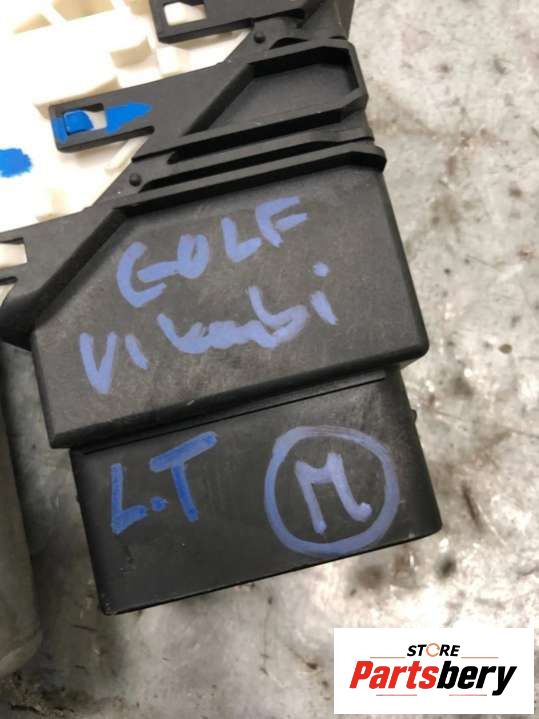 GOLF
VI kombi
L.T M
STORE
Partsbery